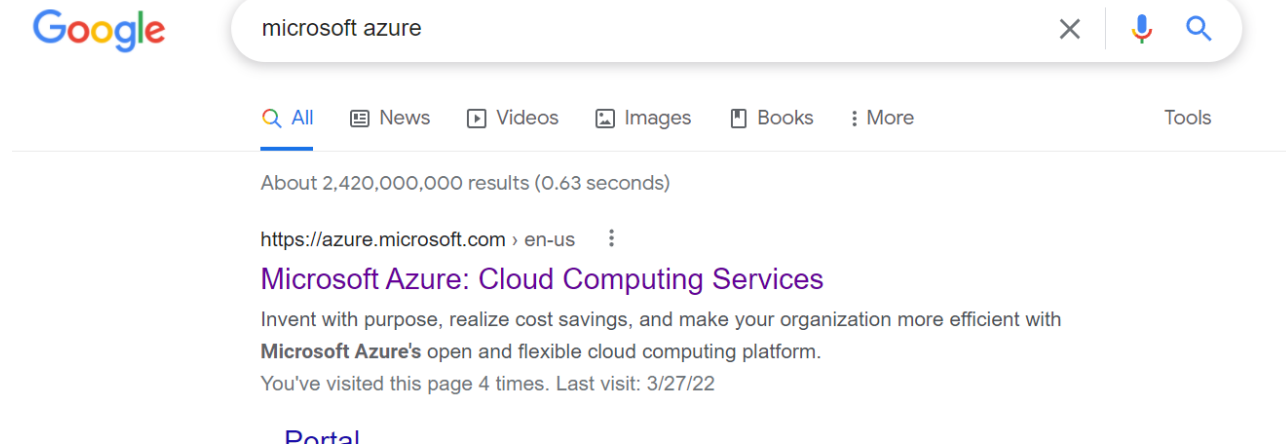 Google
microsoft azure
All News Videos Images Books More Tools
About 2,420,000,000 results (0.63 seconds)
https://azure.microsoft.com › en-us
Microsoft Azure: Cloud Computing Services
Invent with purpose, realize cost savings, and make your organization more efficient with
Microsoft Azure's open and flexible cloud computing platform.
You've visited this page 4 times. Last visit: 3/27/22
Portal